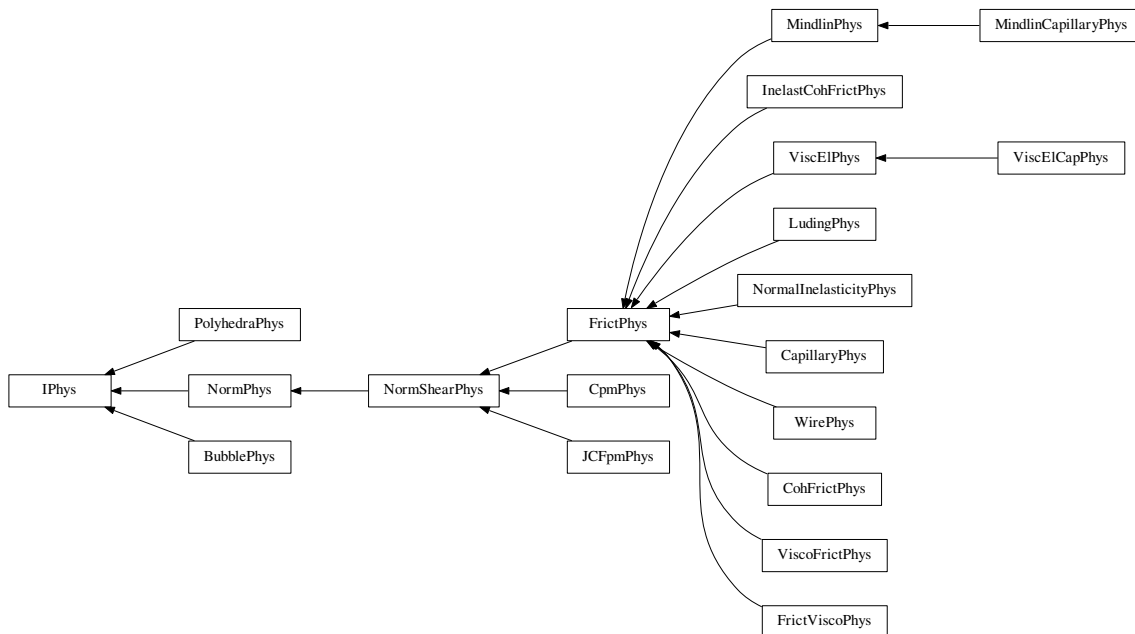 MindlinPhys
MindlinCapillaryPhys
InelastCohFrictPhys
ViscElPhys
ViscElCapPhys
LudingPhys
NormalInelasticityPhys
PolyhedraPhys
FrictPhys
CapillaryPhys
IPhys
NormPhys
NormShearPhys
CpmPhys
WirePhys
BubblePhys
JCFpmPhys
CohFrictPhys
ViscoFrictPhys
FrictViscoPhys